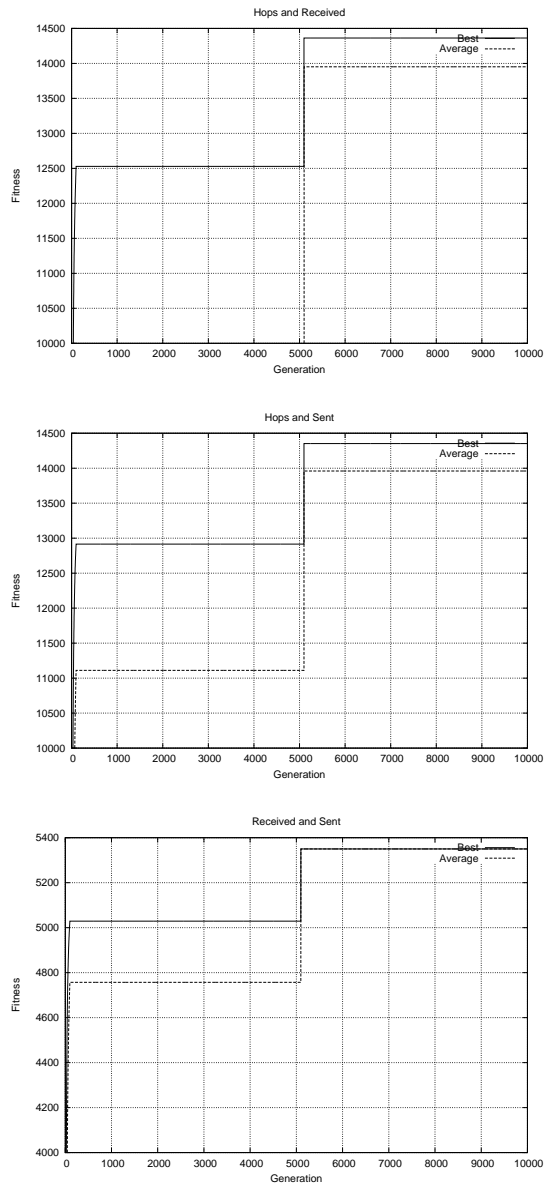 Hops and Received
14500
14000
13500
13000
12500
12000
11500
11000
10500
10000
Fitness
Best
Average
0 1000 2000 3000 4000 5000 6000 7000 8000 9000 10000
Generation
Hops and Sent
14500
14000
13500
13000
12500
12000
11500
11000
10500
10000
Fitness
Best
Average
0 1000 2000 3000 4000 5000 6000 7000 8000 9000 10000
Generation
Received and Sent
5400
5200
5000
4800
4600
4400
4200
4000
Fitness
Best
Average
0 1000 2000 3000 4000 5000 6000 7000 8000 9000 10000
Generation